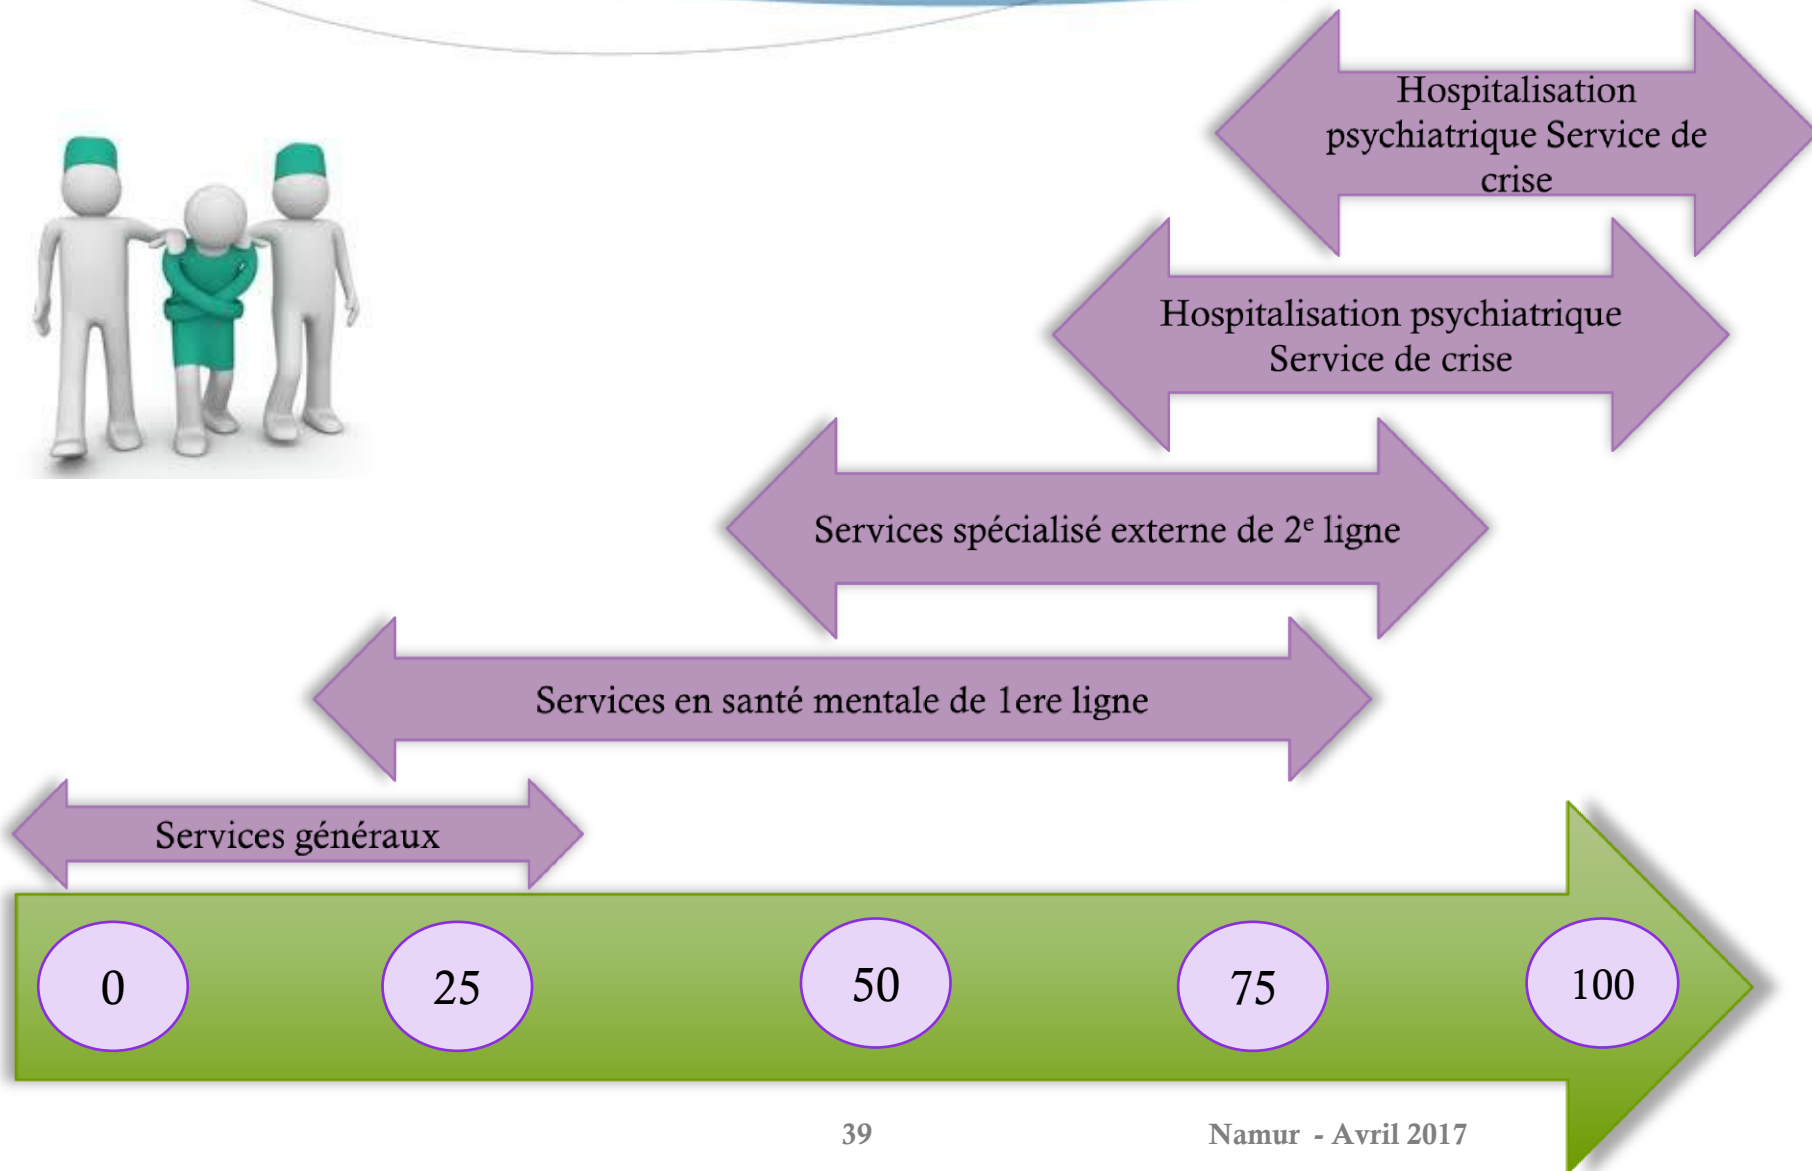 Hospitalisation
psychiatrique Service de
crise
Hospitalisation psychiatrique
Service de crise
Services spécialisé externe de 2e ligne
Services en santé mentale de 1ere ligne
Services généraux
0 25 50 75 100
39 Namur - Avril 2017